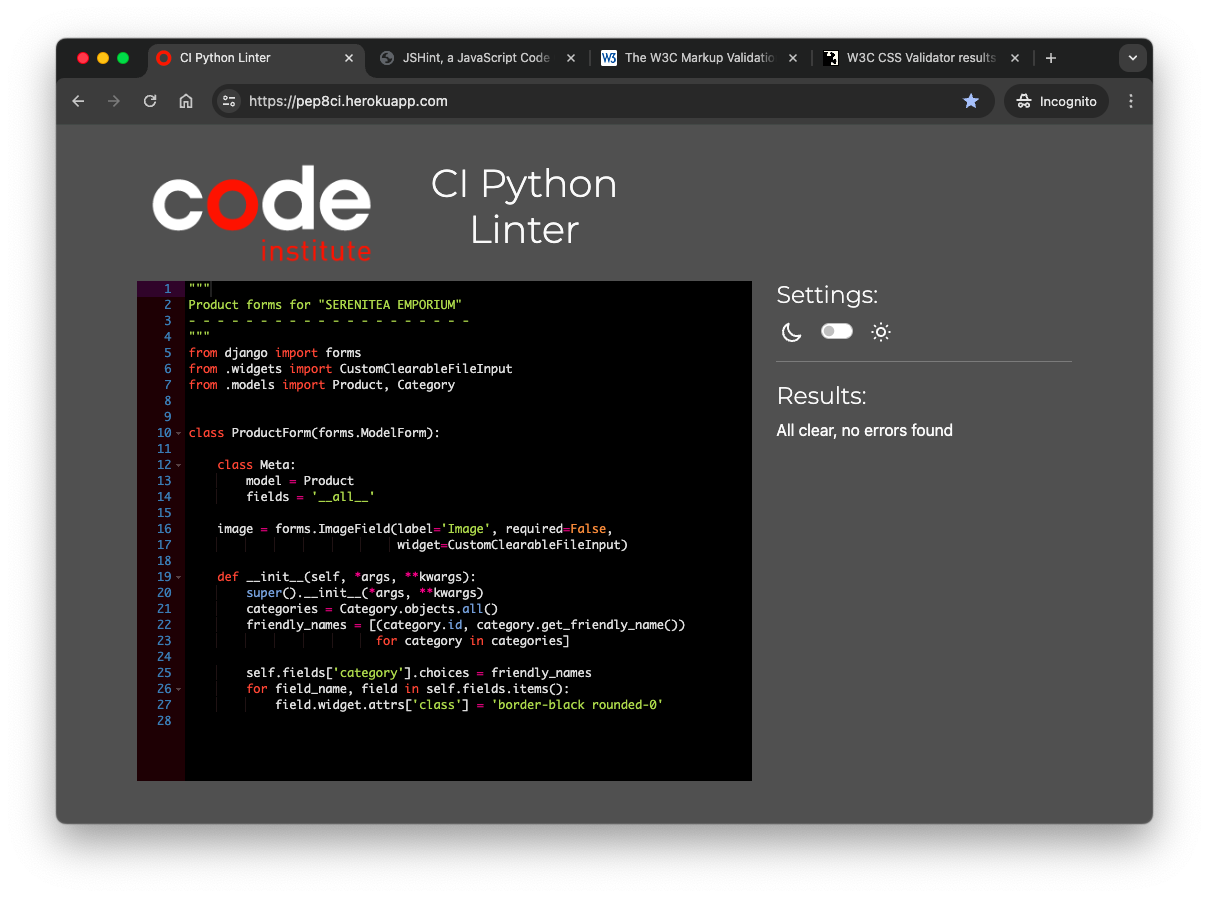 CI Python Linter
JSHint, a JavaScript Code
The W3C Markup Validatio
W3C CSS Validator results
https://pep8ci.herokuapp.com
Incognito
code
institute
CI Python
Linter
1 """
2 Product forms for "SERENITEA EMPORIUM"
3 - - - - - - - - - - - - - - - - - - - -
4 """
5 from django import forms
6 from .widgets import CustomClearableFileInput
7 from .models import Product, Category
8
9
10 class ProductForm(forms.ModelForm):
11
12     class Meta:
13         model = Product
14         fields = '__all__'
15
16     image = forms.ImageField(label='Image', required=False,
17                              widget=CustomClearableFileInput)
18
19     def __init__(self, *args, **kwargs):
20         super().__init__(*args, **kwargs)
21         categories = Category.objects.all()
22         friendly_names = [(category.id, category.get_friendly_name())
23                           for category in categories]
24
25         self.fields['category'].choices = friendly_names
26         for field_name, field in self.fields.items():
27             field.widget.attrs['class'] = 'border-black rounded-0'
28
Settings:
Results:
All clear, no errors found